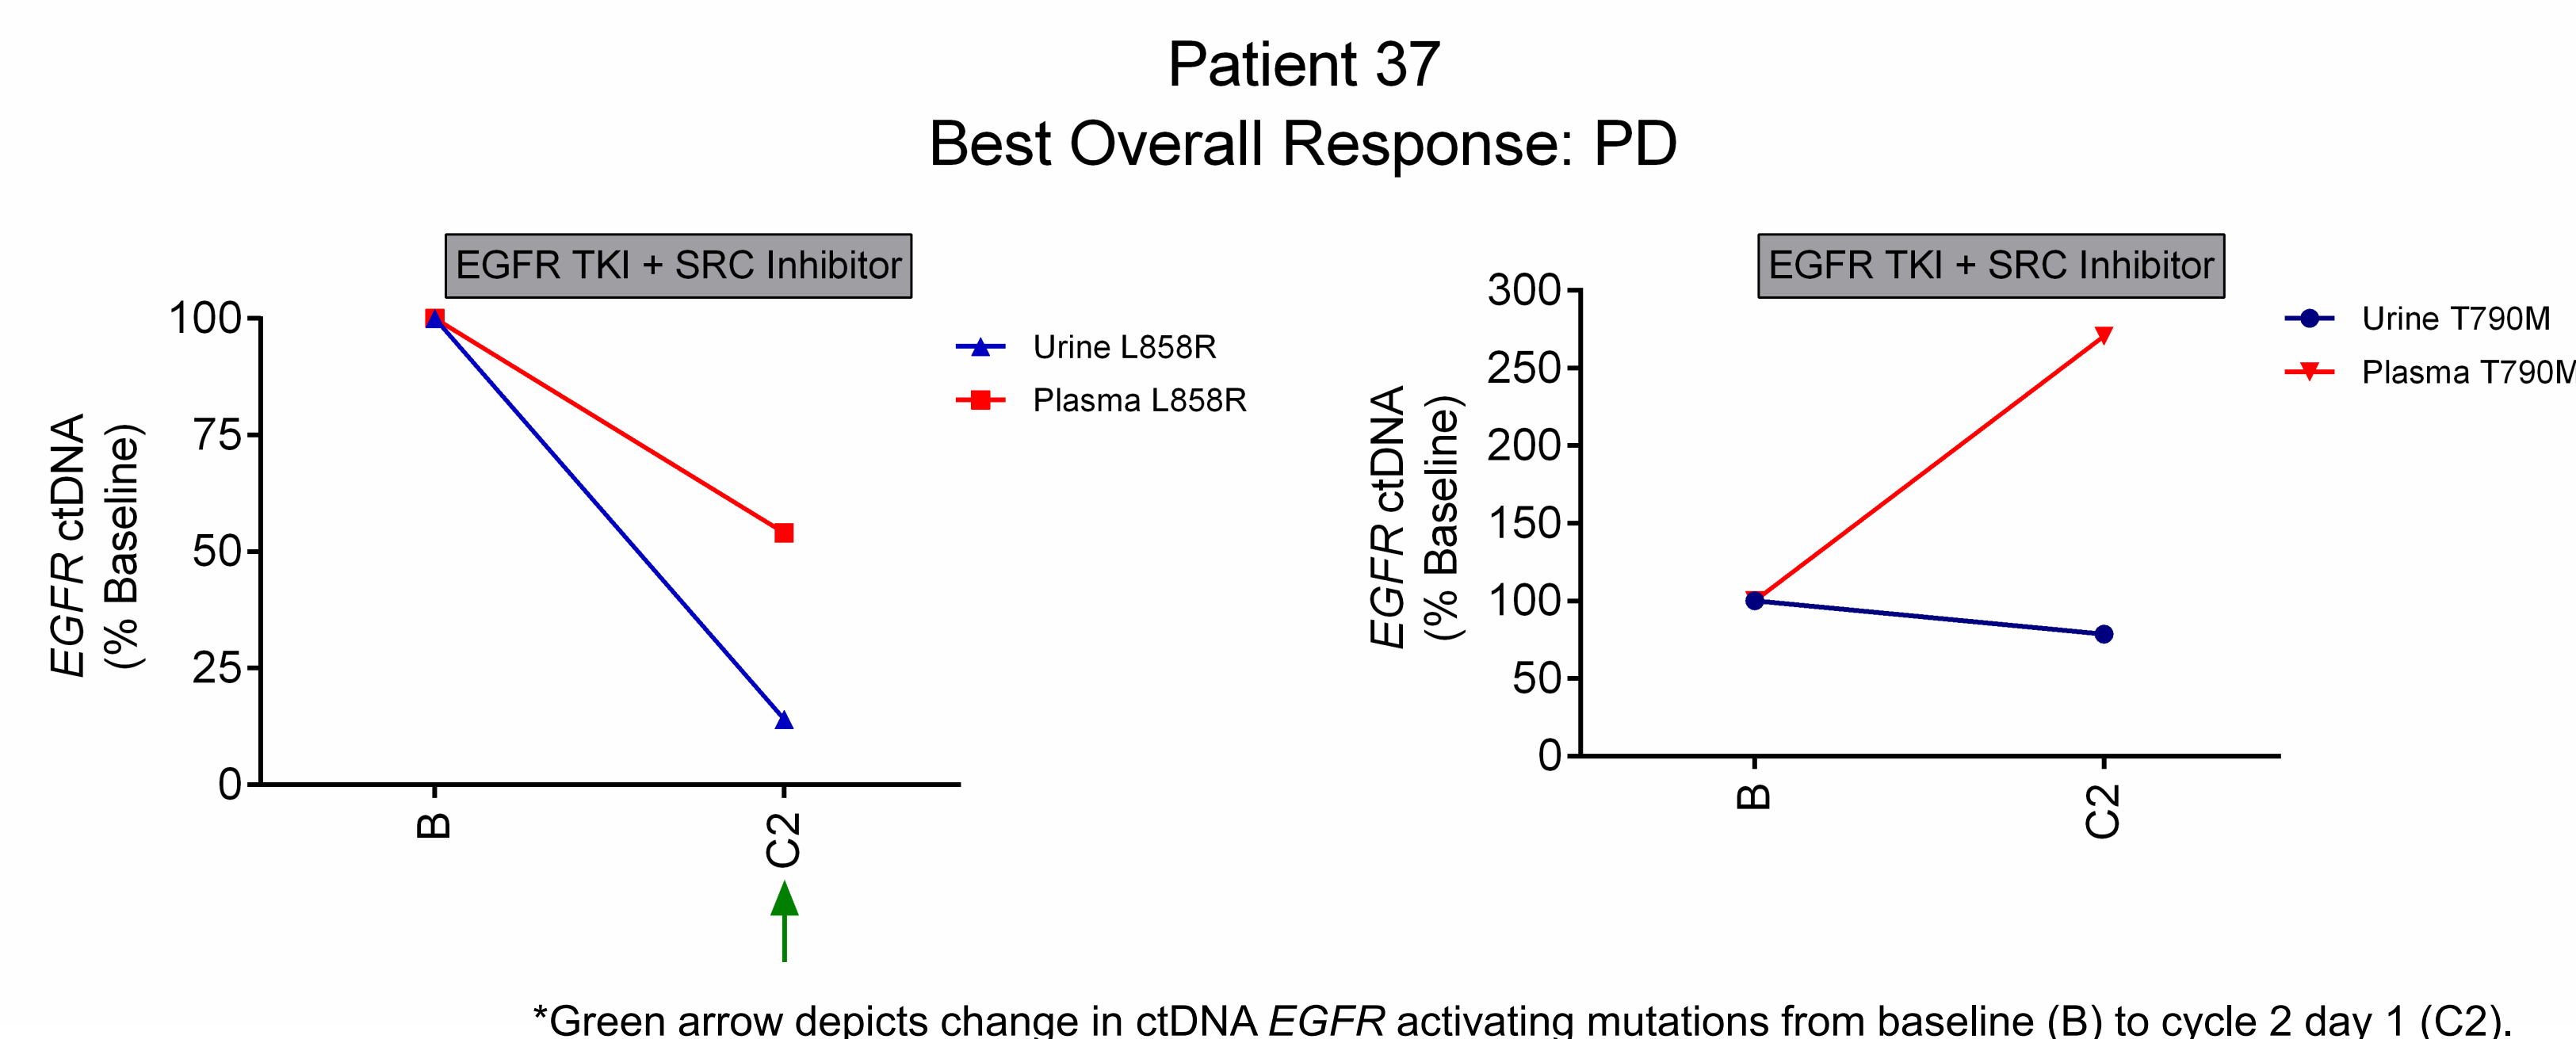 Patient 37
Best Overall Response: PD
EGFR TKI + SRC Inhibitor
100
75
50
25
0
EGFR ctDNA
(% Baseline)
B
C2
Urine L858R
Plasma L858R
EGFR TKI + SRC Inhibitor
300
250
200
150
100
50
0
EGFR ctDNA
(% Baseline)
B
C2
Urine T790M
Plasma T790M
*Green arrow depicts change in ctDNA EGFR activating mutations from baseline (B) to cycle 2 day 1 (C2).